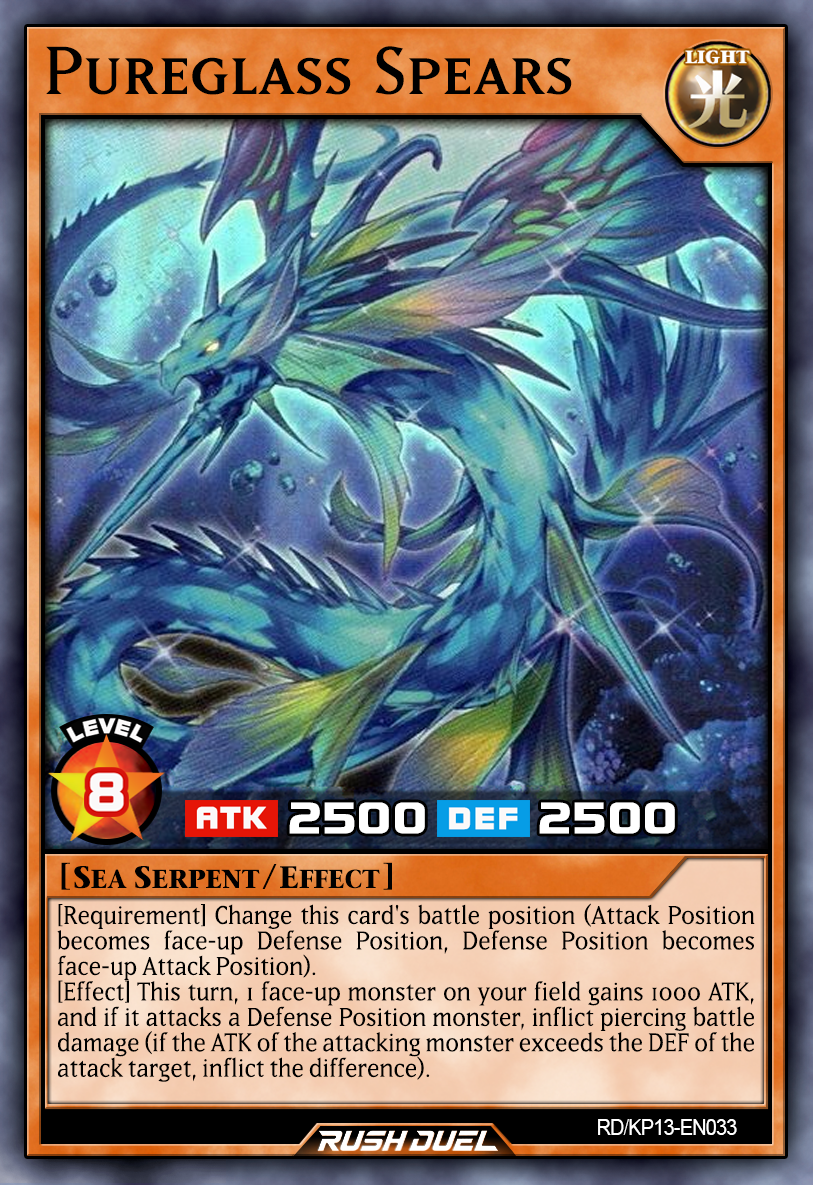 Pureglass Spears
LIGHT
光
LEVEL
8
ATK 2500 DEF 2500
[Sea Serpent/Effect]
[Requirement] Change this card's battle position (Attack Position
becomes face-up Defense Position, Defense Position becomes
face-up Attack Position).
[Effect] This turn, 1 face-up monster on your field gains 1000 ATK,
and if it attacks a Defense Position monster, inflict piercing battle
damage (if the ATK of the attacking monster exceeds the DEF of the
attack target, inflict the difference).
RD/KP13-EN033
RUSH DUEL